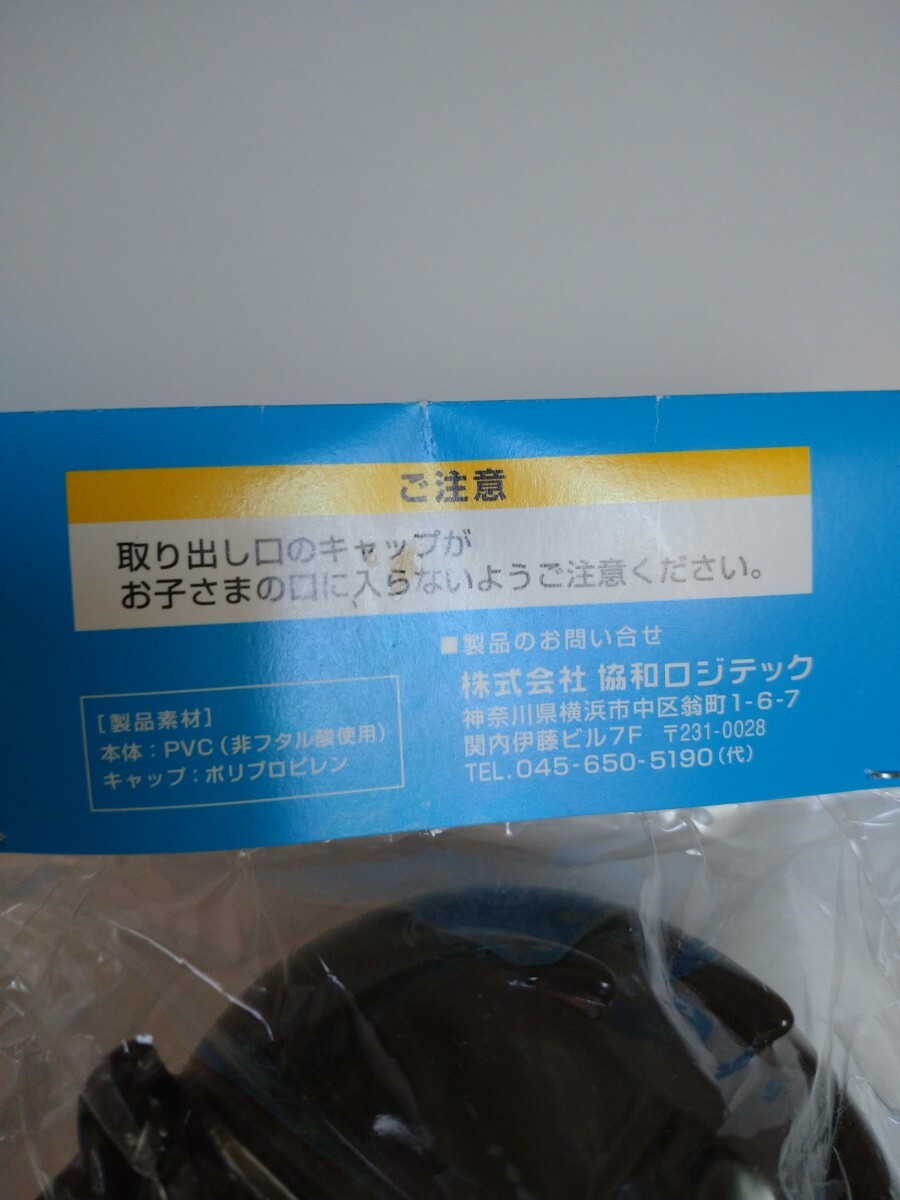 ご注意
取り出し口のキャップが
お子さまの口に入らないようご注意ください。
■製品のお問い合せ
株式会社 協和ロジテック
神奈川県横浜市中区翁町1-6-7
関内伊藤ビル7F 〒231-0028
TEL.045-650-5190(代)
[製品素材]
本体:PVC(非フタル酸使用)
キャップ:ポリプロピレン